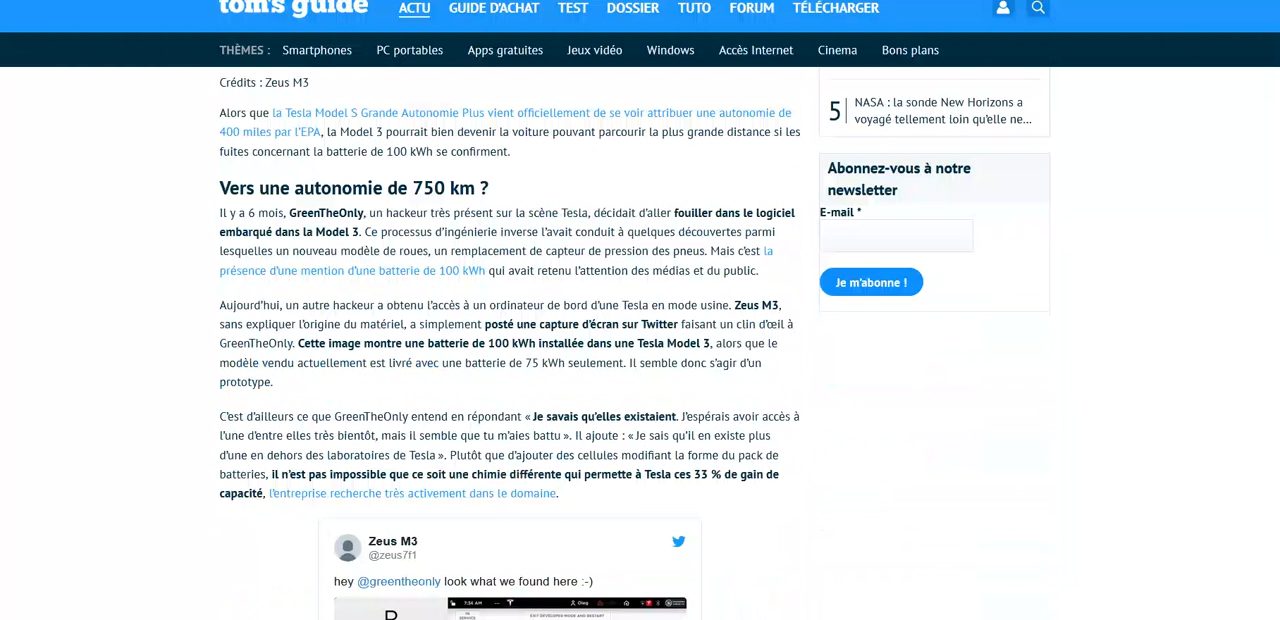 tom's guide ACTU GUIDE D'ACHAT TEST DOSSIER TUTO FORUM TÉLÉCHARGER
THÈMES : Smartphones PC portables Apps gratuites Jeux vidéo Windows Accès Internet Cinema Bons plans
Crédits : Zeus M3
Alors que la Tesla Model S Grande Autonomie Plus vient officiellement de se voir attribuer une autonomie de
400 miles par l'EPA, la Model 3 pourrait bien devenir la voiture pouvant parcourir la plus grande distance si les
fuites concernant la batterie de 100 kWh se confirment.
Vers une autonomie de 750 km ?
Il y a 6 mois, GreenTheOnly, un hackeur très présent sur la scène Tesla, décidait d'aller fouiller dans le logiciel
embarqué dans la Model 3. Ce processus d'ingénierie inverse l'avait conduit à quelques découvertes parmi
lesquelles un nouveau modèle de roues, un remplacement de capteur de pression des pneus. Mais c'est la
présence d'une mention d'une batterie de 100 kWh qui avait retenu l'attention des médias et du public.
Aujourd'hui, un autre hackeur a obtenu l'accès à un ordinateur de bord d'une Tesla en mode usine. Zeus M3,
sans expliquer l'origine du matériel, a simplement posté une capture d'écran sur Twitter faisant un clin d'œil à
GreenTheOnly. Cette image montre une batterie de 100 kWh installée dans une Tesla Model 3, alors que le
modèle vendu actuellement est livré avec une batterie de 75 kWh seulement. Il semble donc s'agir d'un
prototype.
C'est d'ailleurs ce que GreenTheOnly entend en répondant « Je savais qu'elles existaient. J'espérais avoir accès à
l'une d'entre elles très bientôt, mais il semble que tu m'aies battu ». Il ajoute : « Je sais qu'il en existe plus
d'une en dehors des laboratoires de Tesla ». Plutôt que d'ajouter des cellules modifiant la forme du pack de
batteries, il n'est pas impossible que ce soit une chimie différente qui permette à Tesla ces 33 % de gain de
capacité, l'entreprise recherche très activement dans le domaine.
Zeus M3
@zeus7f1
hey @greentheonly look what we found here :-)
7:34 AM Oleg
EXIT DEVELOPED MODE AND RESTART
IN
SERVICE
5 NASA : la sonde New Horizons a
voyagé tellement loin qu'elle ne...
Abonnez-vous à notre
newsletter
E-mail *
Je m'abonne !